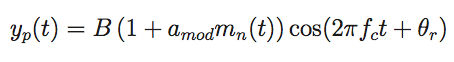 y_p(t) = B (1 + a_{mod} m_n(t)) cos(2π f_c t + θ_r)